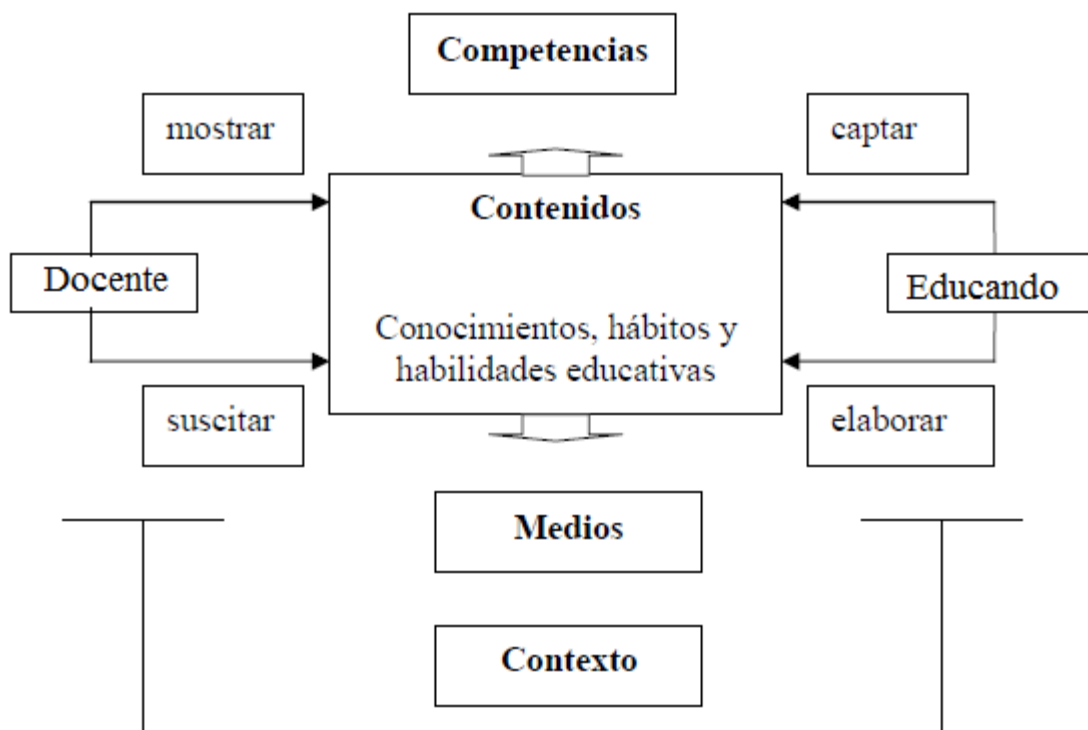 Competencias
mostrar
captar
Contenidos
Docente
Educando
Conocimientos, hábitos y
habilidades educativas
suscitar
elaborar
Medios
Contexto